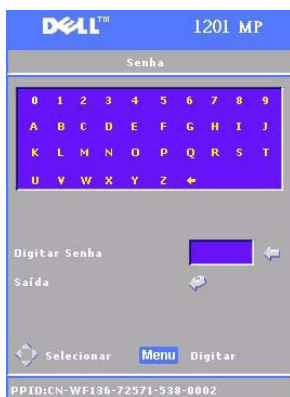 DELL™ 1201 MP
Senha
0 1 2 3 4 5 6 7 8 9
A B C D E F G H I J
K L M N O P Q R S T
U V W X Y Z ←
Digitar Senha
Saída
Selecionar Menu Digitar
PPID:CN-WF136-72571-538-0002